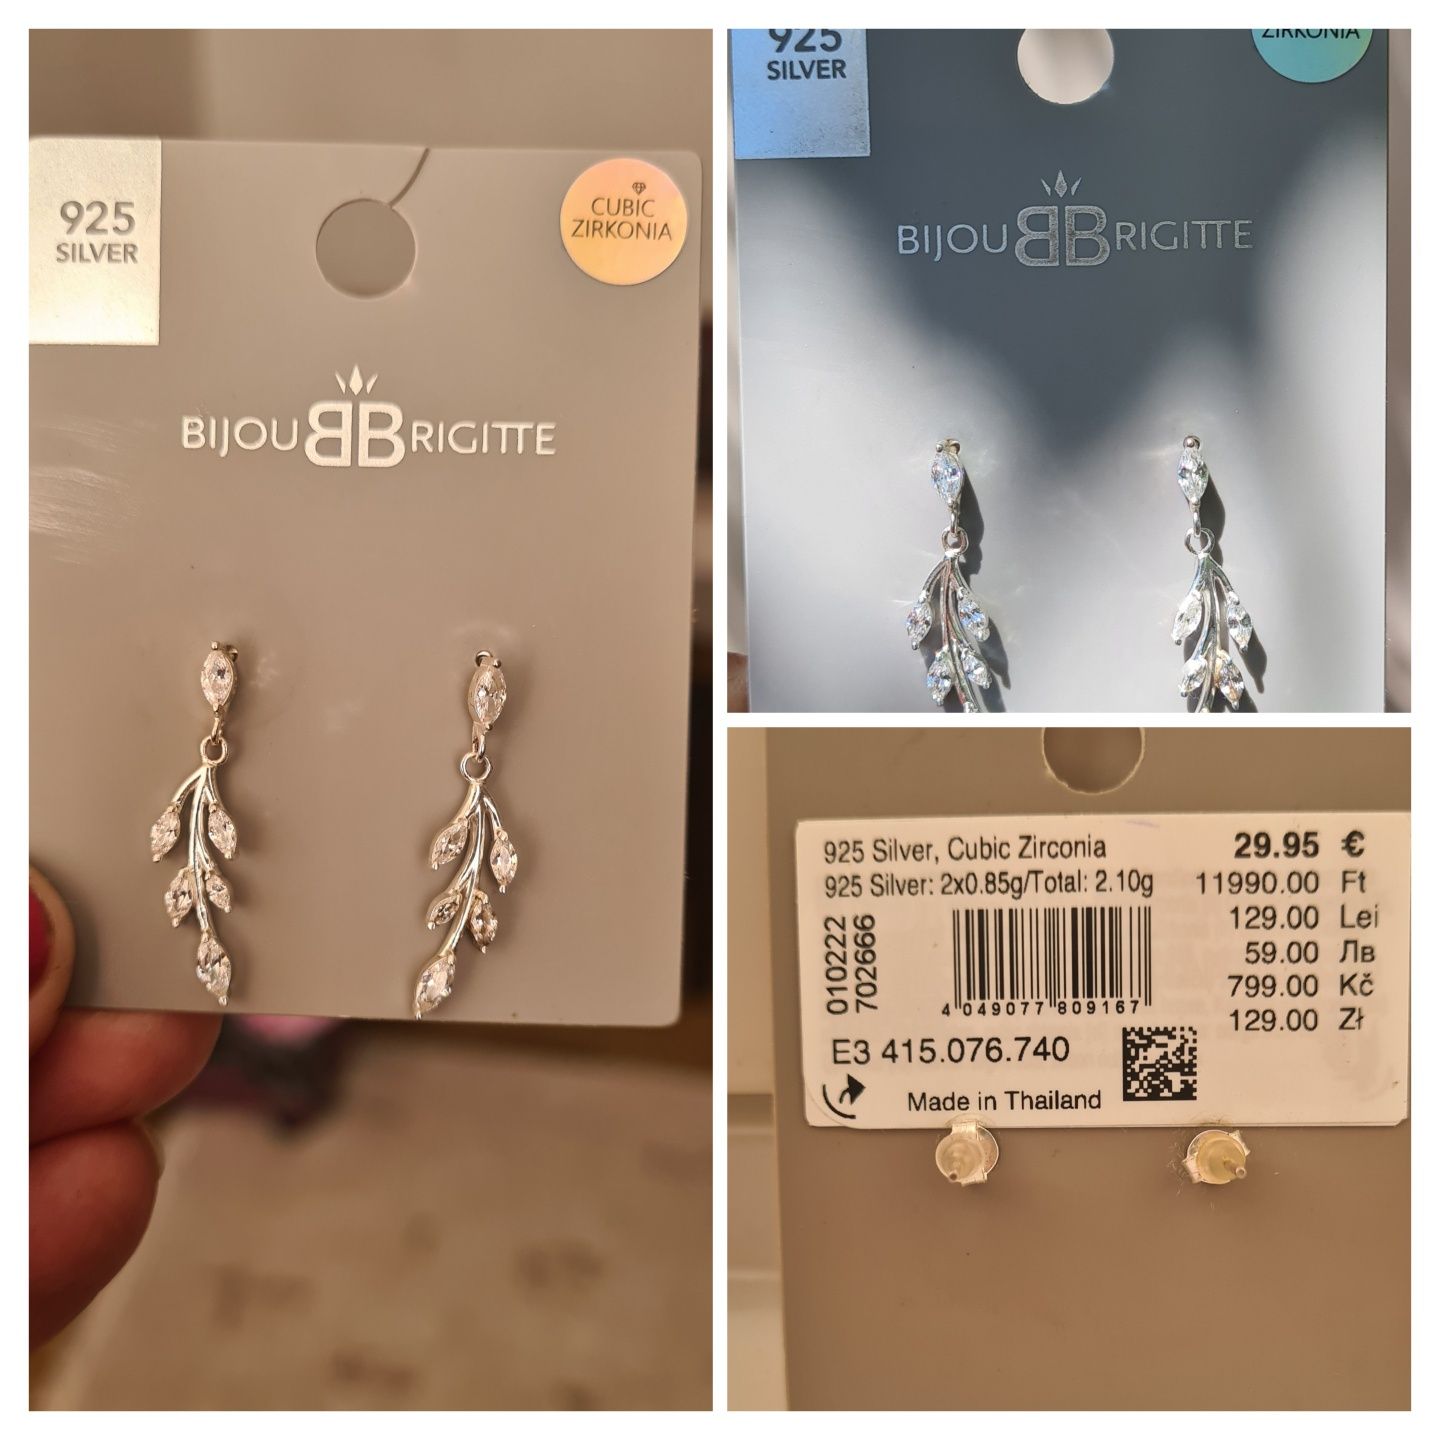 925
SILVER
CUBIC
ZIRKONIA
BIJOU BB RIGITTE
925
SILVER
ZIRKONIA
BIJOU BB RIGITTE
925 Silver, Cubic Zirconia 29.95 €
925 Silver: 2x0.85g/Total: 2.10g 11990.00 Ft
129.00 Lei
59.00 Лв
799.00 Kč
129.00 Zł
010222
702666
4 049077 809167
E3 415.076.740
Made in Thailand